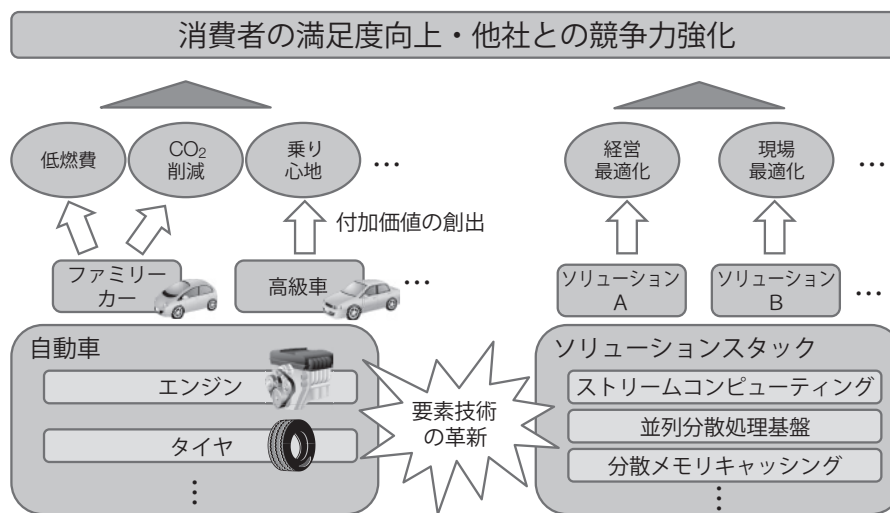 消費者の満足度向上・他社との競争力強化
低燃費
CO2
削減
乗り
心地
…
経営
最適化
現場
最適化
…
付加価値の創出
ファミリー
カー
高級車
…
ソリューション
A
ソリューション
B
…
自動車
エンジン
タイヤ
⋮
要素技術
の革新
ソリューションスタック
ストリームコンピューティング
並列分散処理基盤
分散メモリキャッシング
⋮